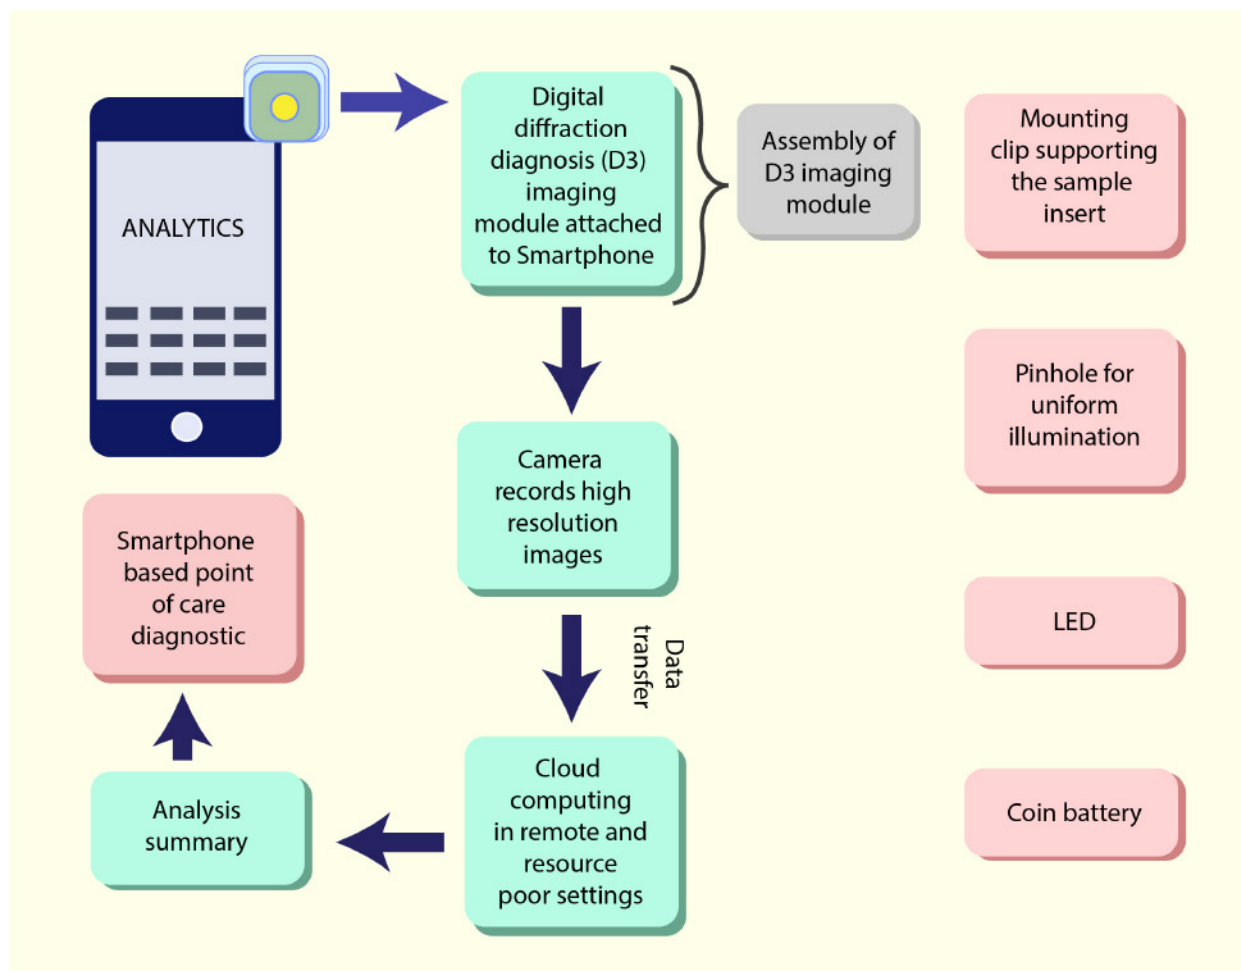 ANALYTICS
Digital
diffraction
diagnosis (D3)
imaging
module attached
to Smartphone
Assembly of
D3 imaging
module
Mounting
clip supporting
the sample
insert
Pinhole for
uniform
illumination
LED
Coin battery
Camera
records high
resolution
images
Data
transfer
Cloud
computing
in remote and
resource
poor settings
Analysis
summary
Smartphone
based point
of care
diagnostic